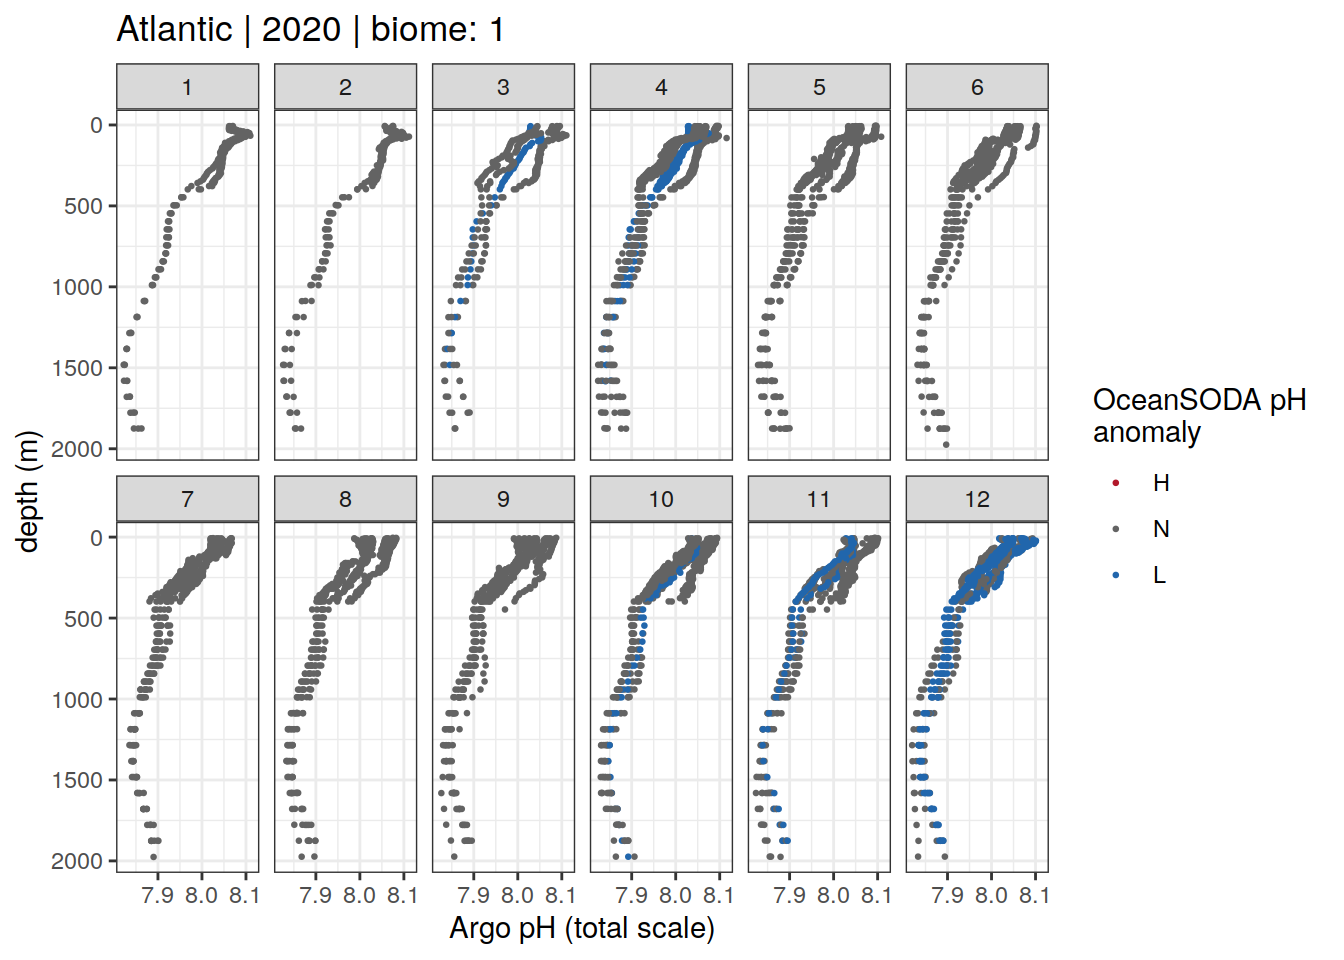 Atlantic | 2020 | biome: 1
1 2 3 4 5 6
0
500
1000
1500
2000
7 8 9 10 11 12
0
500
1000
1500
2000
7.9 8.0 8.1 7.9 8.0 8.1 7.9 8.0 8.1 7.9 8.0 8.1 7.9 8.0 8.1 7.9 8.0 8.1
depth (m)
Argo pH (total scale)
OceanSODA pH
anomaly
H
N
L